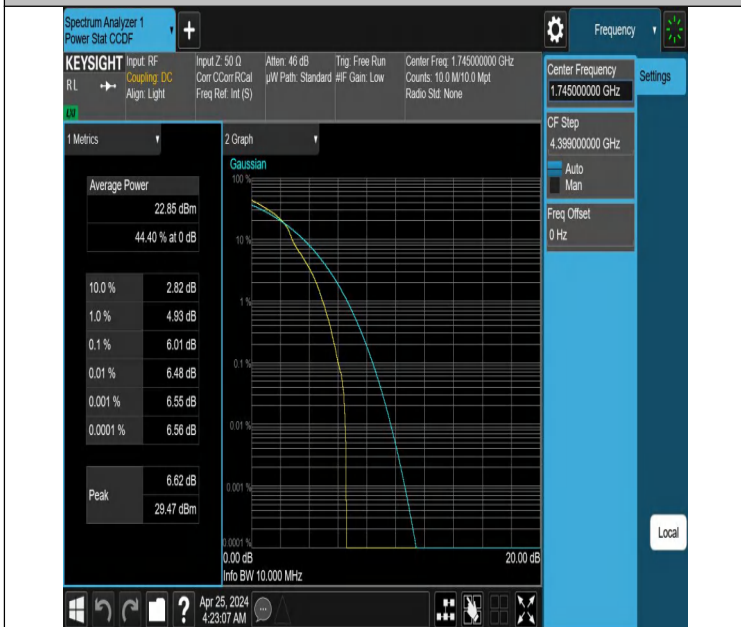 Spectrum Analyzer 1
Power Stat CCDF
+
Frequency
KEYSIGHT
RL
LXI
Input: RF
Coupling: DC
Align: Light
Input Z: 50 Ω
Corr CCorr RCal
Freq Ref: Int (S)
Atten: 46 dB
µW Path: Standard
Trig: Free Run
#IF Gain: Low
Center Freq: 1.745000000 GHz
Counts: 10.0 M/10.0 Mpt
Radio Std: None
Center Frequency
1.745000000 GHz
Settings
CF Step
4.399000000 GHz
Auto
Man
Freq Offset
0 Hz
1 Metrics
Average Power
22.85 dBm
44.40 % at 0 dB
10.0 % 2.82 dB
1.0 % 4.93 dB
0.1 % 6.01 dB
0.01 % 6.48 dB
0.001 % 6.55 dB
0.0001 % 6.56 dB
Peak
6.62 dB
29.47 dBm
2 Graph
Gaussian
100 %
10 %
1 %
0.1 %
0.01 %
0.001 %
0.0001 %
0.00 dB 20.00 dB
Info BW 10.000 MHz
Local
?
Apr 25, 2024
4:23:07 AM